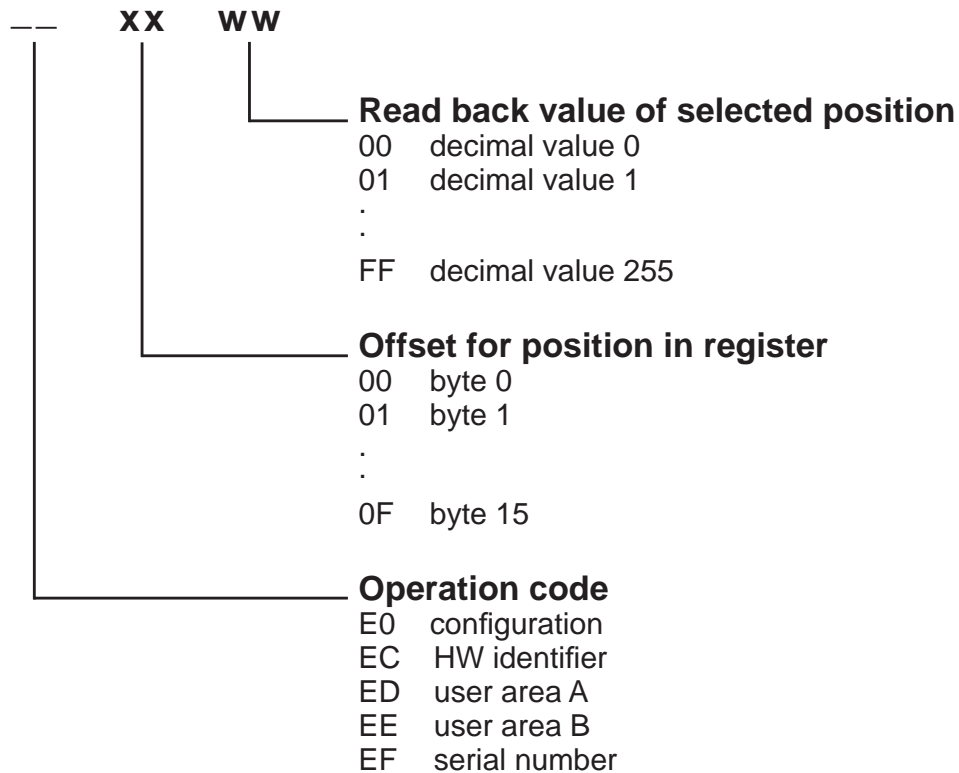 __ xx ww
Read back value of selected position
00 decimal value 0
01 decimal value 1
.
.
FF decimal value 255
Offset for position in register
00 byte 0
01 byte 1
.
.
0F byte 15
Operation code
E0 configuration
EC HW identifier
ED user area A
EE user area B
EF serial number